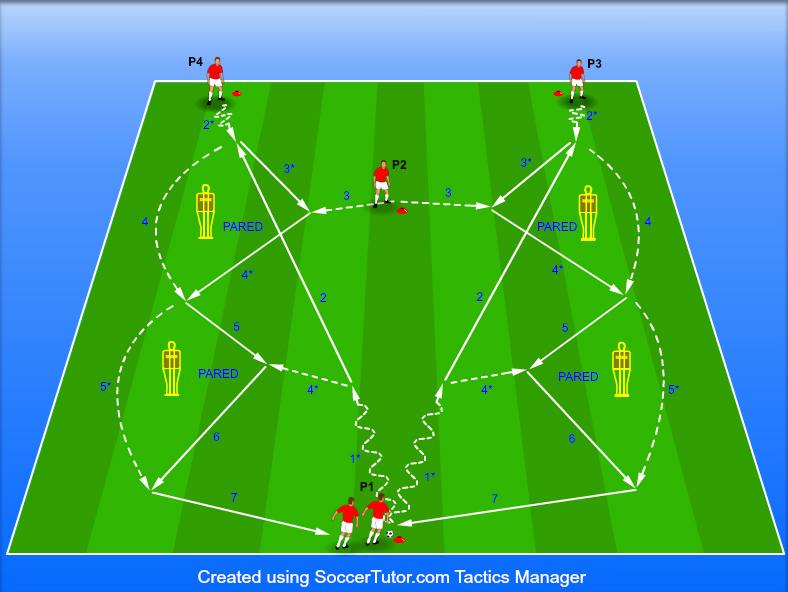 P4
P3
2*
2*
3*
P2
3*
3
3
4
PARED
PARED
4
4*
4*
2
2
5
5
PARED
PARED
5*
4*
4*
5*
6
6
1*
1*
P1
7
7
Created using SoccerTutor.com Tactics Manager